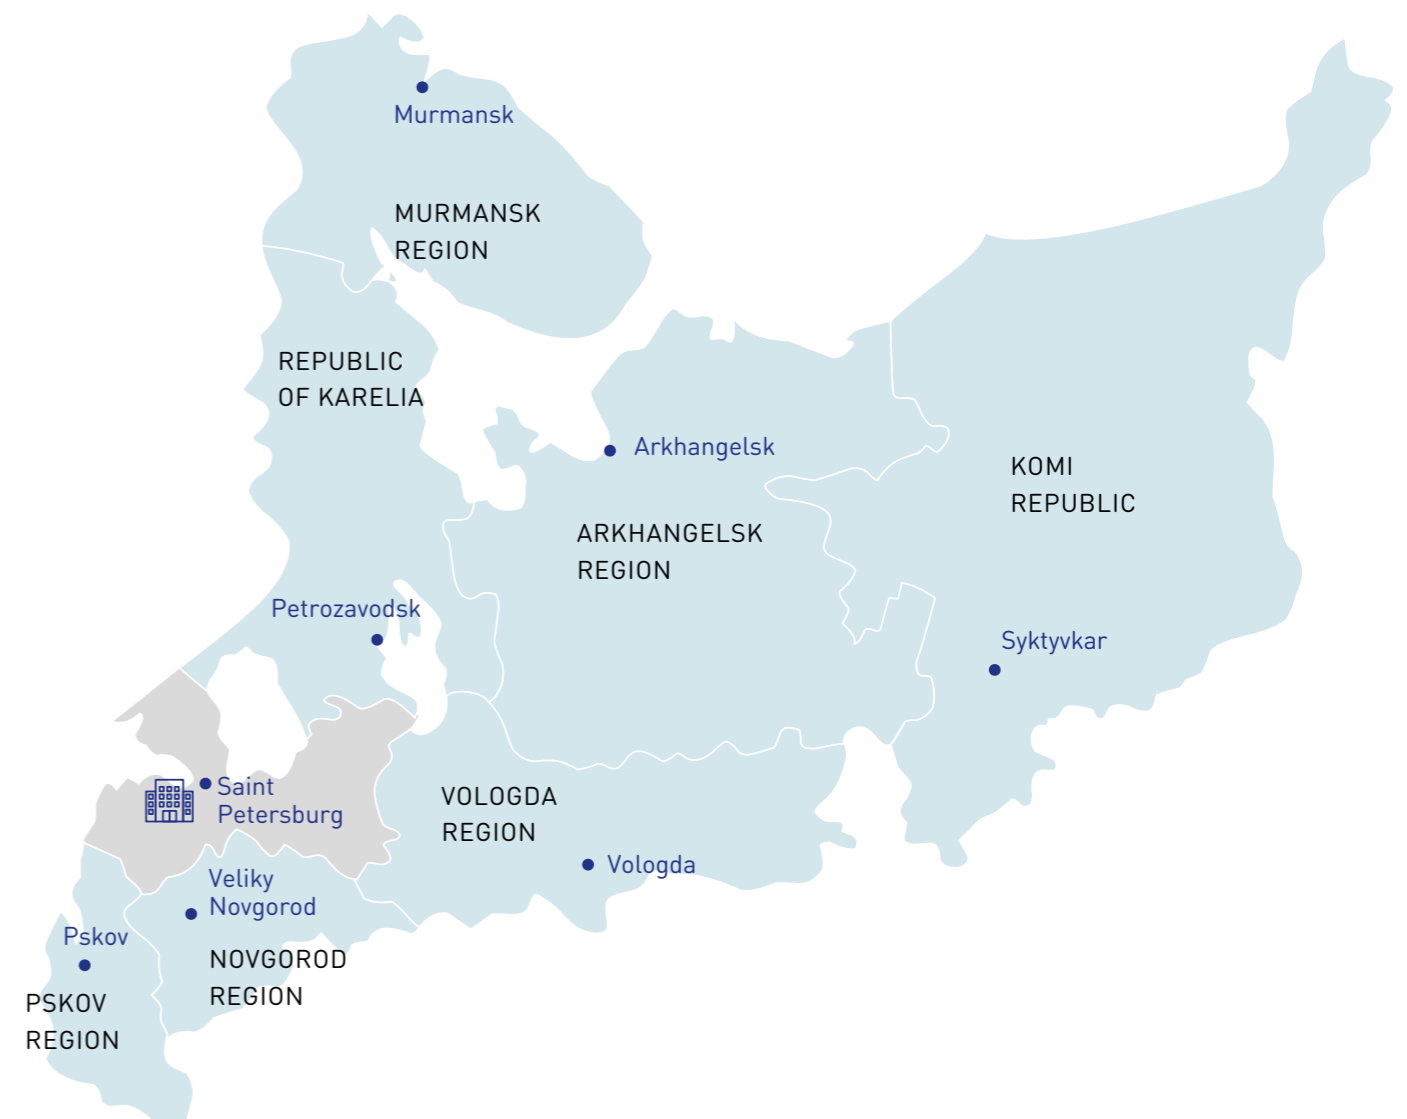 Murmansk
MURMANSK
REGION
REPUBLIC
OF KARELIA
Arkhangelsk
KOMI
REPUBLIC
ARKHANGELSK
REGION
Petrozavodsk
Syktyvkar
Saint
Petersburg
VOLOGDA
REGION
Vologda
Veliky
Novgorod
Pskov
NOVGOROD
REGION
PSKOV
REGION